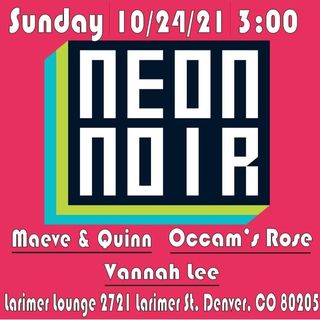 Sunday 10/24/21 3:00
NEON
NOIR
Maeve & Quinn Occam's Rose
Vannah Lee
Larimer Lounge 2721 Larimer St. Denver, CO 80205